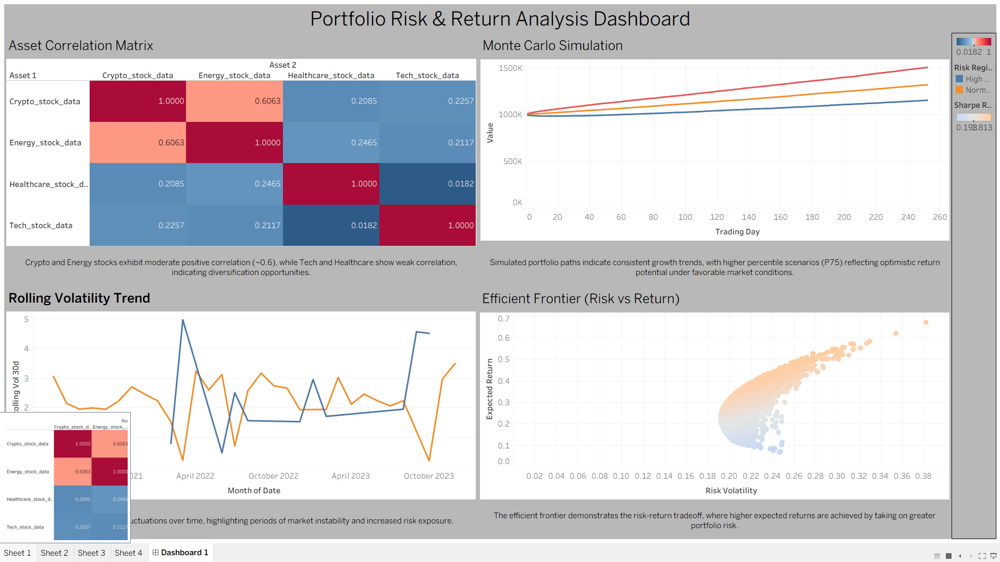 Portfolio Risk & Return Analysis Dashboard
Asset Correlation Matrix
Asset 2
Asset 1 Crypto_stock_data Energy_stock_data Healthcare_stock_data Tech_stock_data
Crypto_stock_data 1.0000 0.6063 0.2085 0.2257
Energy_stock_data 0.6063 1.0000 0.2465 0.2117
Healthcare_stock_d.. 0.2085 0.2465 1.0000 0.0182
Tech_stock_data 0.2257 0.2117 0.0182 1.0000
Crypto and Energy stocks exhibit moderate positive correlation (~0.6), while Tech and Healthcare show weak correlation,
indicating diversification opportunities.
Monte Carlo Simulation
1500K
1000K
500K
0K
Value
0 20 40 60 80 100 120 140 160 180 200 220 240 260
Trading Day
Simulated portfolio paths indicate consistent growth trends, with higher percentile scenarios (P75) reflecting optimistic return
potential under favorable market conditions.
0.0182 1
Risk Regi..
High ..
Norm..
Sharpe R..
Rolling Volatility Trend
5
4
3
2
olling Vol 30d
021 April 2022 October 2022 April 2023 October 2023
Month of Date
uctuations over time, highlighting periods of market instability and increased risk exposure.
Efficient Frontier (Risk vs Return)
0.7
0.6
0.5
0.4
0.3
0.2
0.1
0.0
Expected Return
0.02 0.04 0.06 0.08 0.10 0.12 0.14 0.16 0.18 0.20 0.22 0.24 0.26 0.28 0.30 0.32 0.34 0.36 0.38
Risk Volatility
The efficient frontier demonstrates the risk-return tradeoff, where higher expected returns are achieved by taking on greater
portfolio risk.
Crypto_stock_d.. Energy_stock_..
Crypto_stock_data 1.0000 0.6063
Energy_stock_data 0.6063 1.0000
Healthcare_stock_d.. 0.2085 0.2465
Tech_stock_data 0.2257 0.2117
Sheet 1 Sheet 2 Sheet 3 Sheet 4 Dashboard 1